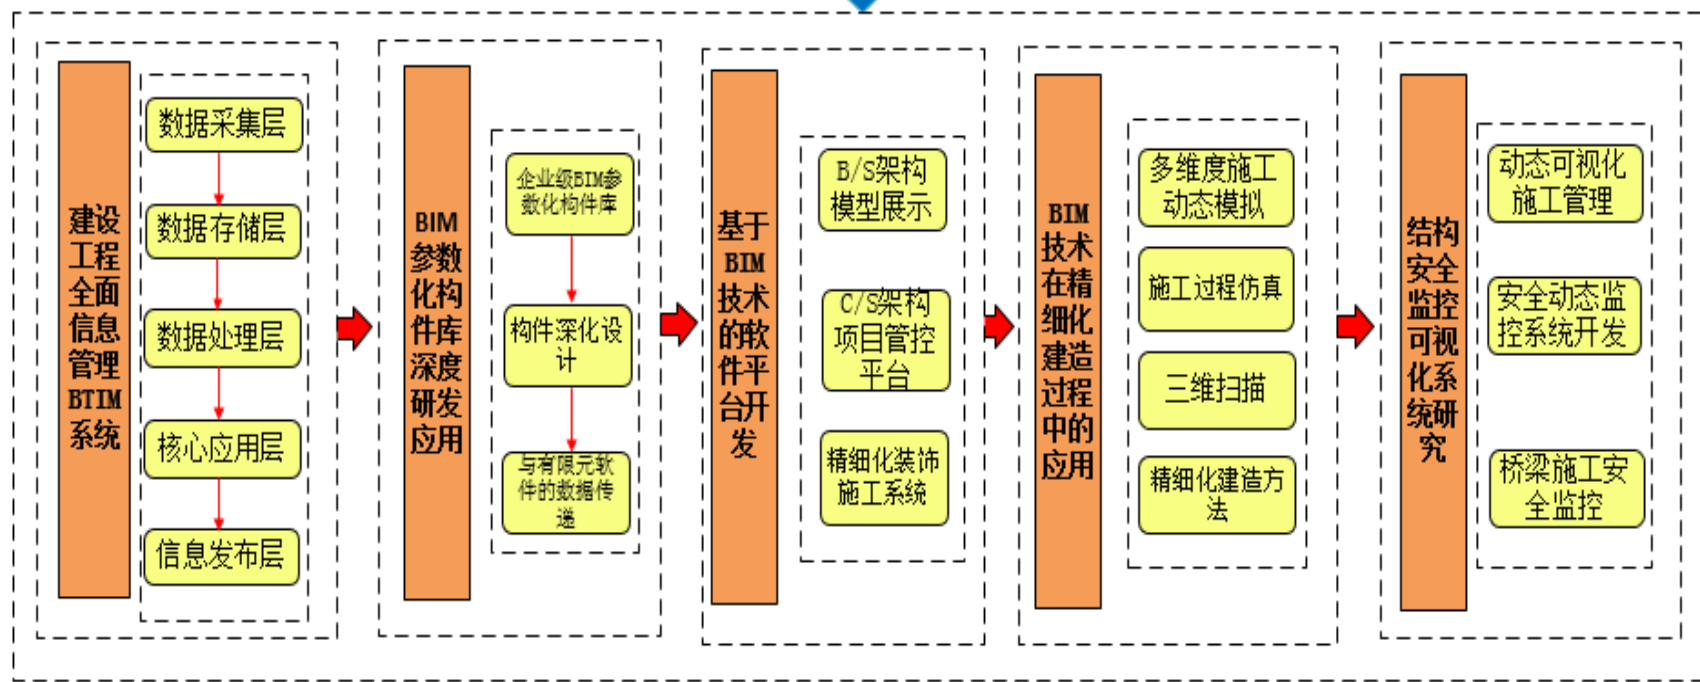 建设
工程
全面
信息
管理
BTIM
系统
数据采集层
数据存储层
数据处理层
核心应用层
信息发布层
BIM
参数
化构
件库
深度
研发
应用
企业级BIM参
数化构件库
构件深化设
计
与有限元软
件的数据传
递
基于
BIM
技术
的软
件平
台开
发
B/S架构
模型展示
C/S架构
项目管控
平台
精细化装饰
施工系统
BIM
技术
在精
细化
建造
过程
中的
应用
多维度施工
动态模拟
施工过程仿真
三维扫描
精细化建造方
法
结构
安全
监控
可视
化系
统研
究
动态可视化
施工管理
安全动态监
控系统开发
桥梁施工安
全监控